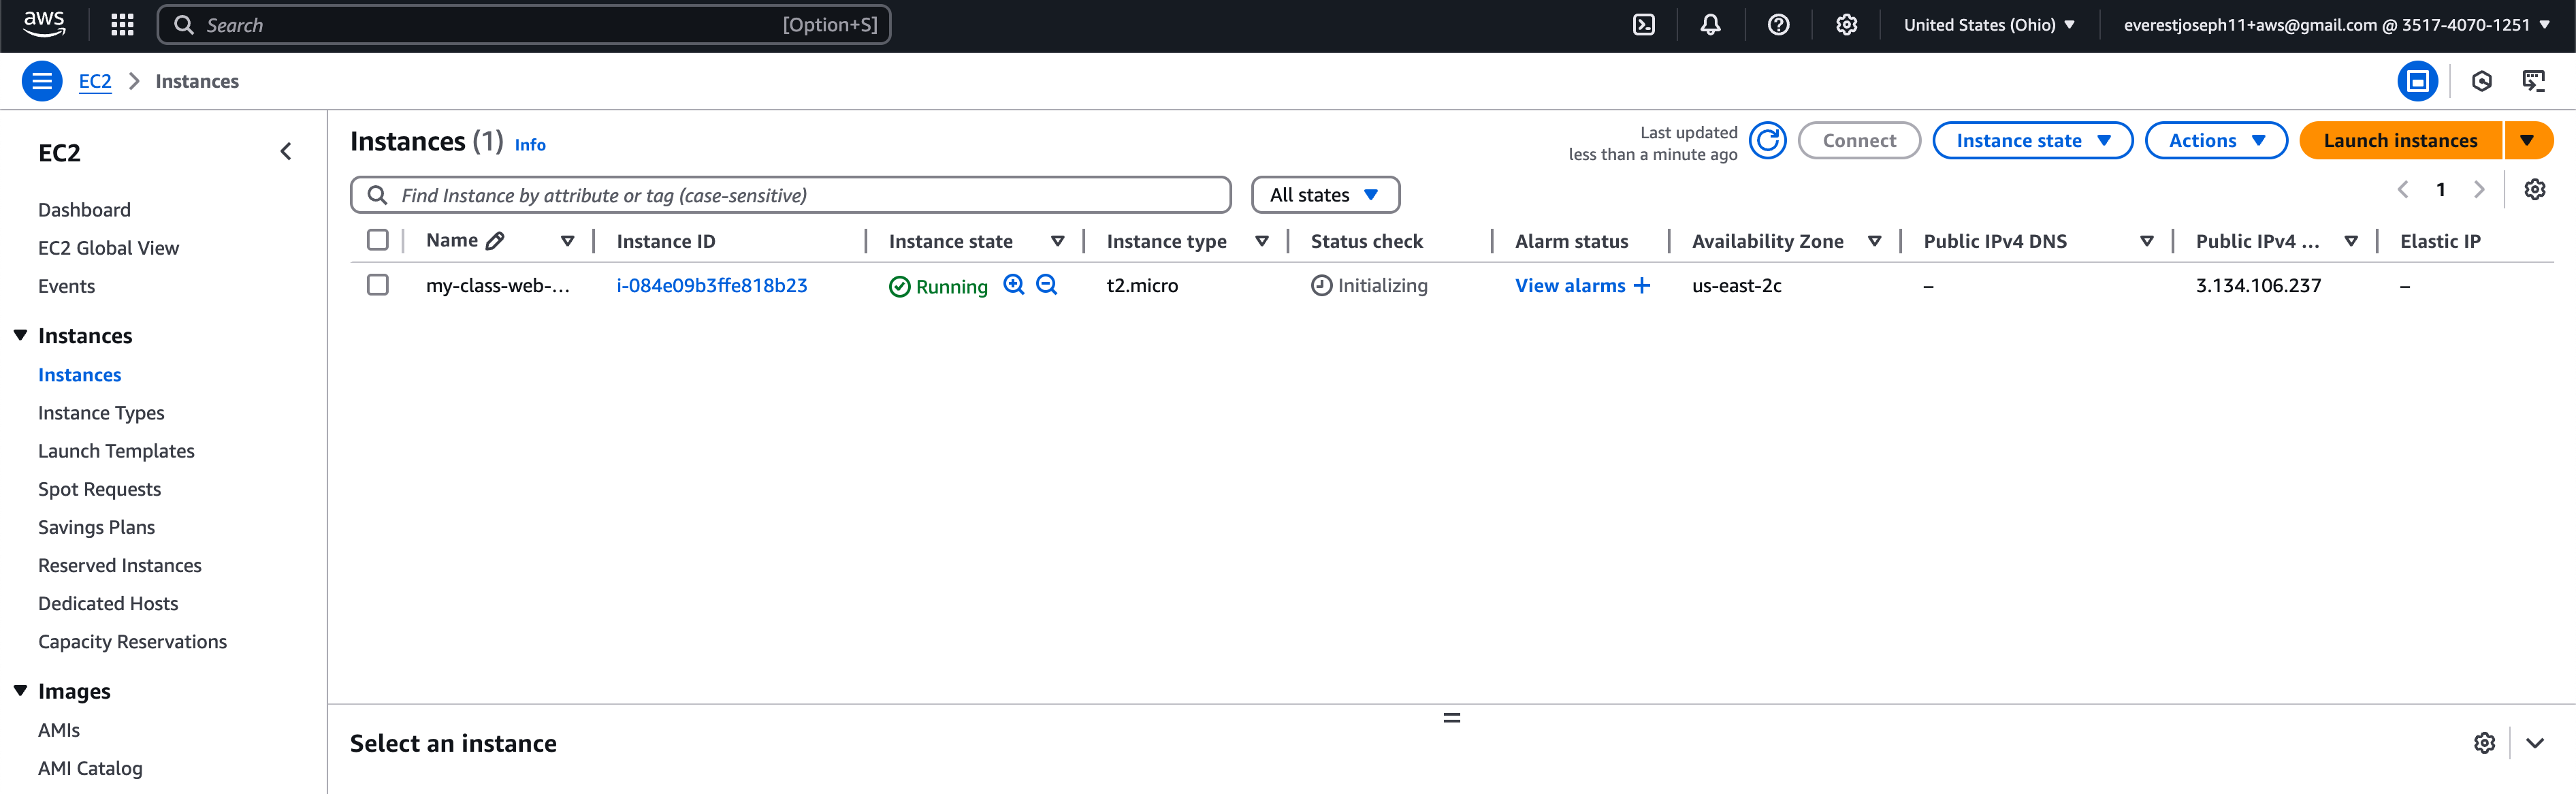 aws
Search [Option+S]
United States (Ohio)
everestjoseph11+aws@gmail.com @ 3517-4070-1251
EC2 Instances
EC2
Dashboard
EC2 Global View
Events
Instances
Instances
Instance Types
Launch Templates
Spot Requests
Savings Plans
Reserved Instances
Dedicated Hosts
Capacity Reservations
Images
AMIs
AMI Catalog
Instances (1) Info
Last updated
less than a minute ago
Connect
Instance state
Actions
Launch instances
Find Instance by attribute or tag (case-sensitive)
All states
1
Name Instance ID Instance state Instance type Status check Alarm status Availability Zone Public IPv4 DNS Public IPv4 ... Elastic IP
my-class-web-... i-084e09b3ffe818b23 Running t2.micro Initializing View alarms + us-east-2c – 3.134.106.237 –
Select an instance